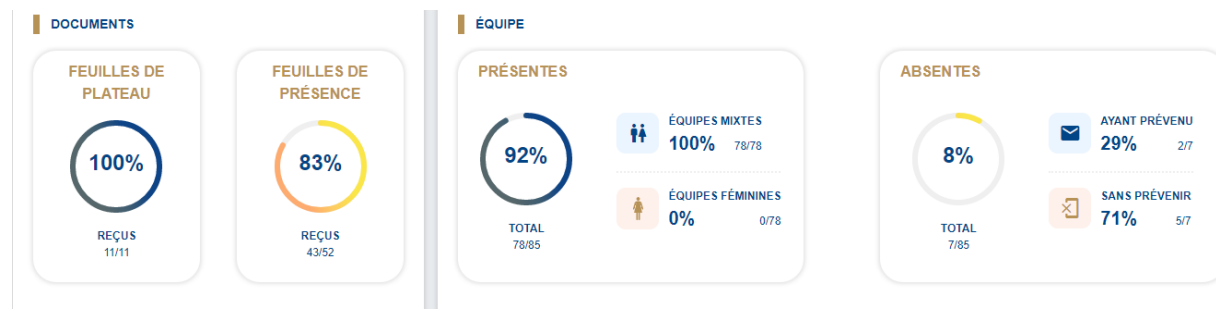 DOCUMENTS
FEUILLES DE
PLATEAU
100%
REÇUS
11/11
FEUILLES DE
PRÉSENCE
83%
REÇUS
43/52
ÉQUIPE
PRÉSENTES
92%
TOTAL
78/85
ÉQUIPES MIXTES
100% 78/78
ÉQUIPES FÉMININES
0% 0/78
ABSENTES
8%
TOTAL
7/85
AYANT PRÉVENU
29% 2/7
SANS PRÉVENIR
71% 5/7